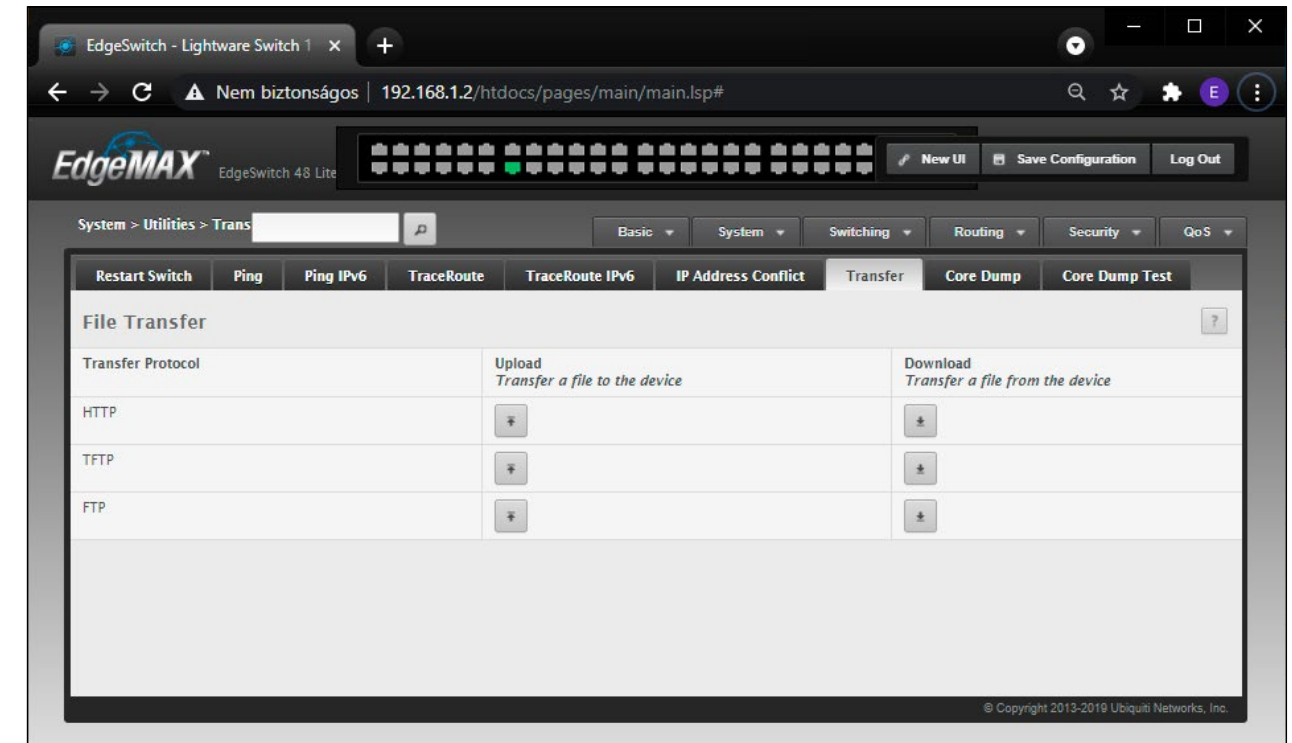 EdgeSwitch - Lightware Switch 1
Nem biztonságos | 192.168.1.2/htdocs/pages/main/main.lsp#
E
EdgeMAX™ EdgeSwitch 48 Lite
New UI Save Configuration Log Out
System > Utilities > Trans
Basic System Switching Routing Security QoS
Restart Switch Ping Ping IPv6 TraceRoute TraceRoute IPv6 IP Address Conflict Transfer Core Dump Core Dump Test
File Transfer ?
Transfer Protocol Upload Download
Transfer a file to the device Transfer a file from the device
HTTP
TFTP
FTP
© Copyright 2013-2019 Ubiquiti Networks, Inc.